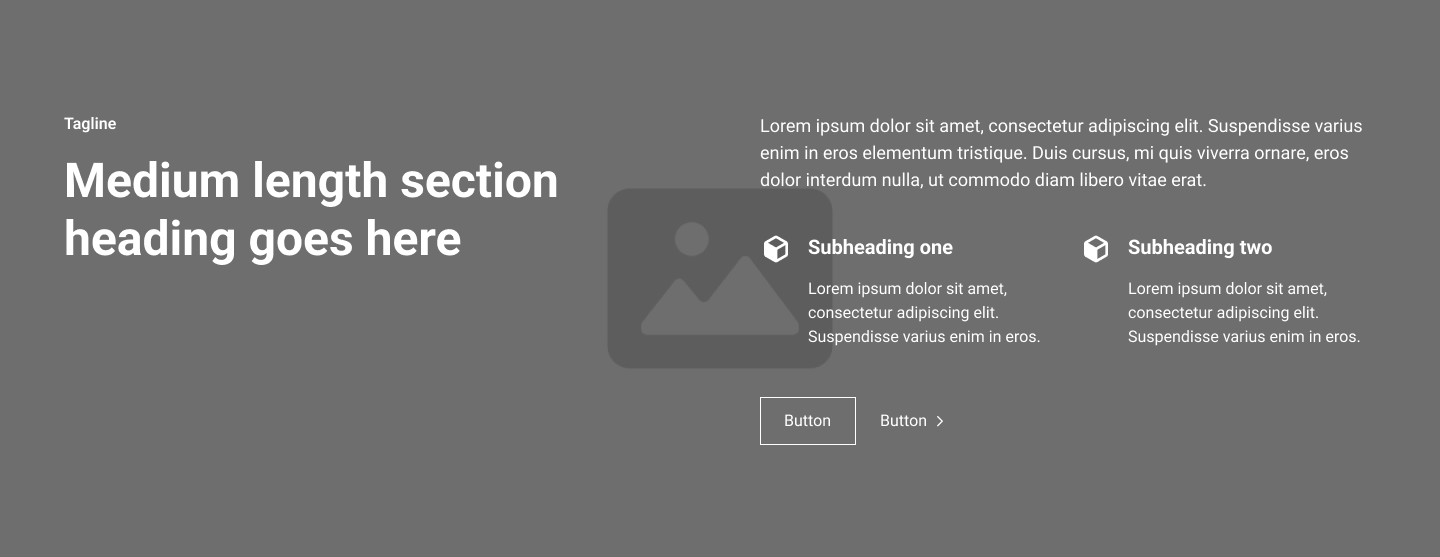 Tagline
Medium length section
heading goes here
Lorem ipsum dolor sit amet, consectetur adipiscing elit. Suspendisse varius
enim in eros elementum tristique. Duis cursus, mi quis viverra ornare, eros
dolor interdum nulla, ut commodo diam libero vitae erat.
Subheading one
Lorem ipsum dolor sit amet,
consectetur adipiscing elit.
Suspendisse varius enim in eros.
Subheading two
Lorem ipsum dolor sit amet,
consectetur adipiscing elit.
Suspendisse varius enim in eros.
Button
Button